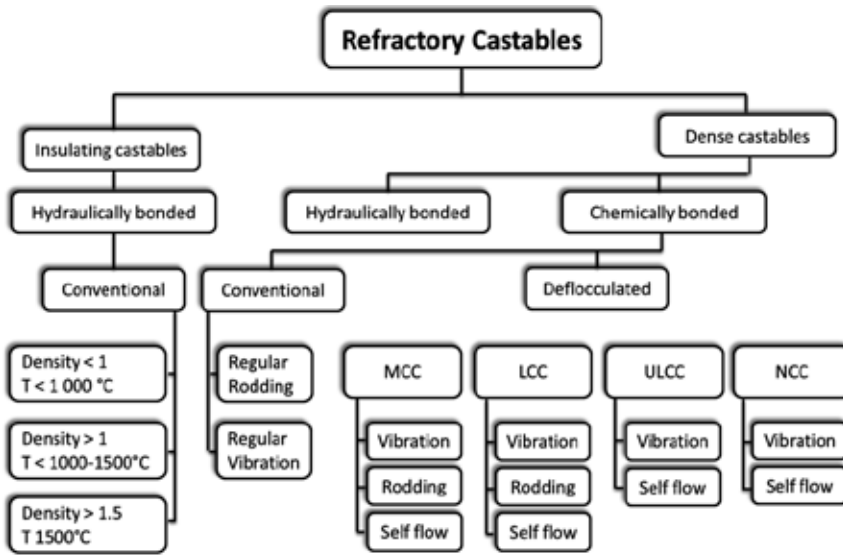 Refractory Castables
Insulating castables
Dense castables
Hydraulically bonded
Hydraulically bonded
Chemically bonded
Conventional
Conventional
Deflocculated
Density < 1
T < 1 000 °C
Regular
Rodding
MCC
LCC
ULCC
NCC
Density > 1
T < 1000-1500°C
Regular
Vibration
Vibration
Vibration
Vibration
Vibration
Rodding
Rodding
Self flow
Self flow
Density > 1.5
T 1500°C
Self flow
Self flow